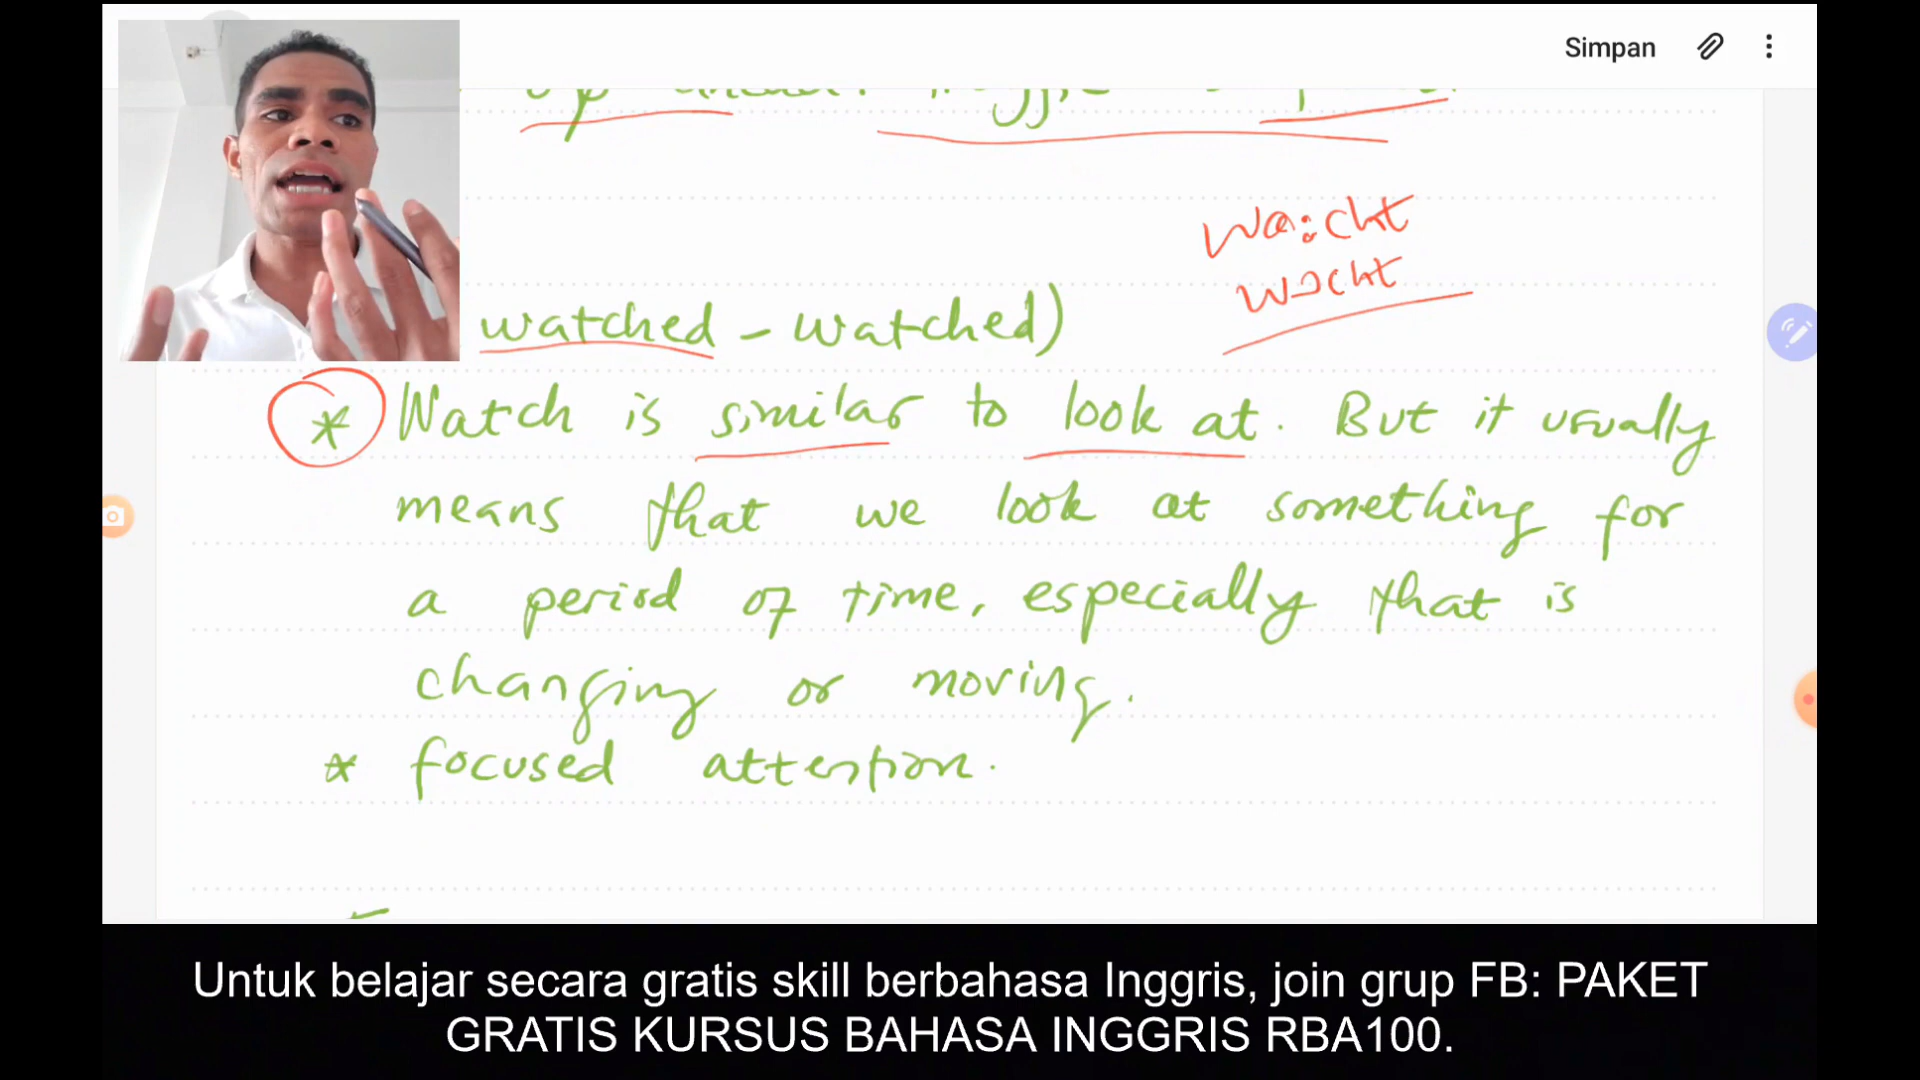 Simpan
wa:cht
wɔcht
watched - watched)
* Watch is similar to look at. But it usually
means that we look at something for
a period of time, especially that is
changing or moving.
* focused attention.
Untuk belajar secara gratis skill berbahasa Inggris, join grup FB: PAKET
GRATIS KURSUS BAHASA INGGRIS RBA100.